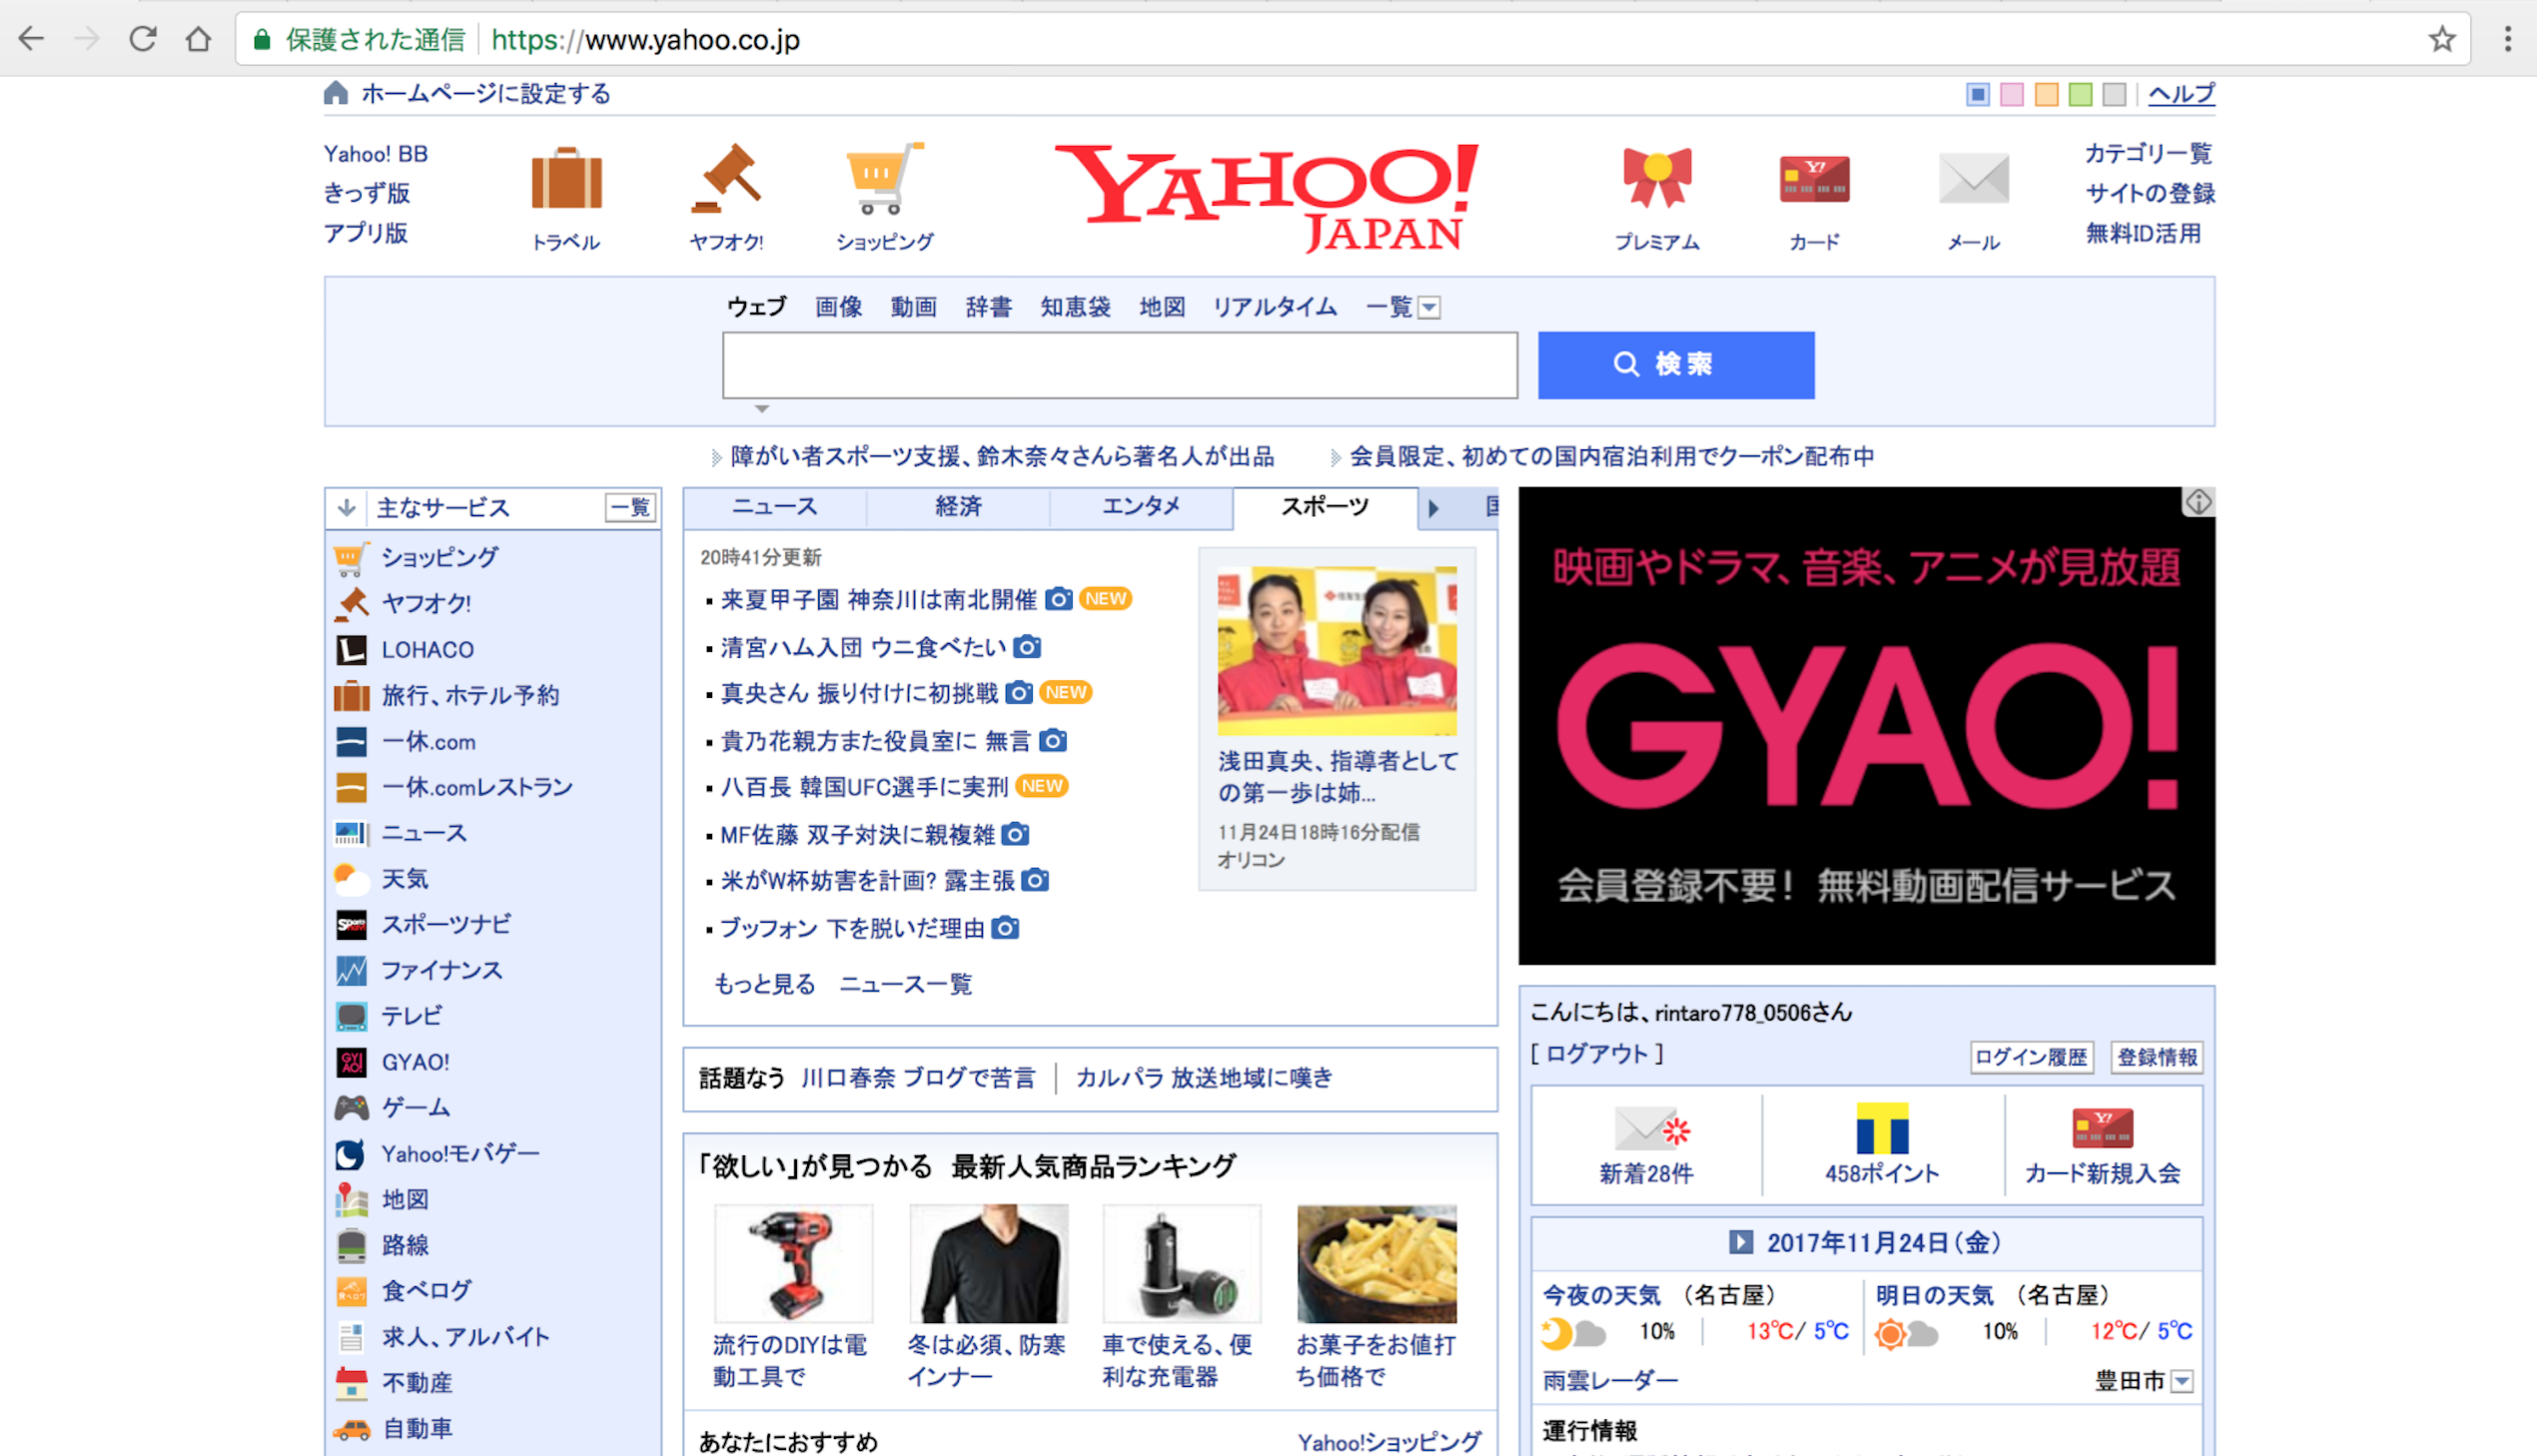 保護された通信 https://www.yahoo.co.jp
ホームページに設定する
ヘルプ
Yahoo! BB
きっず版
アプリ版
トラベル
ヤフオク!
ショッピング
YAHOO!
JAPAN
プレミアム
カード
メール
カテゴリ一覧
サイトの登録
無料ID活用
ウェブ 画像 動画 辞書 知恵袋 地図 リアルタイム 一覧
検索
障がい者スポーツ支援、鈴木奈々さんら著名人が出品
会員限定、初めての国内宿泊利用でクーポン配布中
主なサービス 一覧
ショッピング
ヤフオク!
LOHACO
旅行、ホテル予約
一休.com
一休.comレストラン
ニュース
天気
スポーツナビ
ファイナンス
テレビ
GYAO!
ゲーム
Yahoo!モバゲー
地図
路線
食べログ
求人、アルバイト
不動産
自動車
ニュース 経済 エンタメ スポーツ
20時41分更新
来夏甲子園 神奈川は南北開催 NEW
清宮ハム入団 ウニ食べたい
真央さん 振り付けに初挑戦 NEW
貴乃花親方また役員室に 無言
八百長 韓国UFC選手に実刑 NEW
MF佐藤 双子対決に親複雑
米がW杯妨害を計画? 露主張
ブッフォン 下を脱いだ理由
もっと見る ニュース一覧
浅田真央、指導者として
の第一歩は姉...
11月24日18時16分配信
オリコン
話題なう 川口春奈 ブログで苦言 カルパラ 放送地域に嘆き
「欲しい」が見つかる 最新人気商品ランキング
流行のDIYは電
動工具で
冬は必須、防寒
インナー
車で使える、便
利な充電器
お菓子をお値打
ち価格で
あなたにおすすめ
Yahoo!ショッピング
映画やドラマ、音楽、アニメが見放題
GYAO!
会員登録不要! 無料動画配信サービス
こんにちは、rintaro778_0506さん
[ ログアウト ]
ログイン履歴 登録情報
新着28件
458ポイント
カード新規入会
2017年11月24日(金)
今夜の天気 (名古屋)
10% 13℃/ 5℃
明日の天気 (名古屋)
10% 12℃/ 5℃
雨雲レーダー
豊田市
運行情報